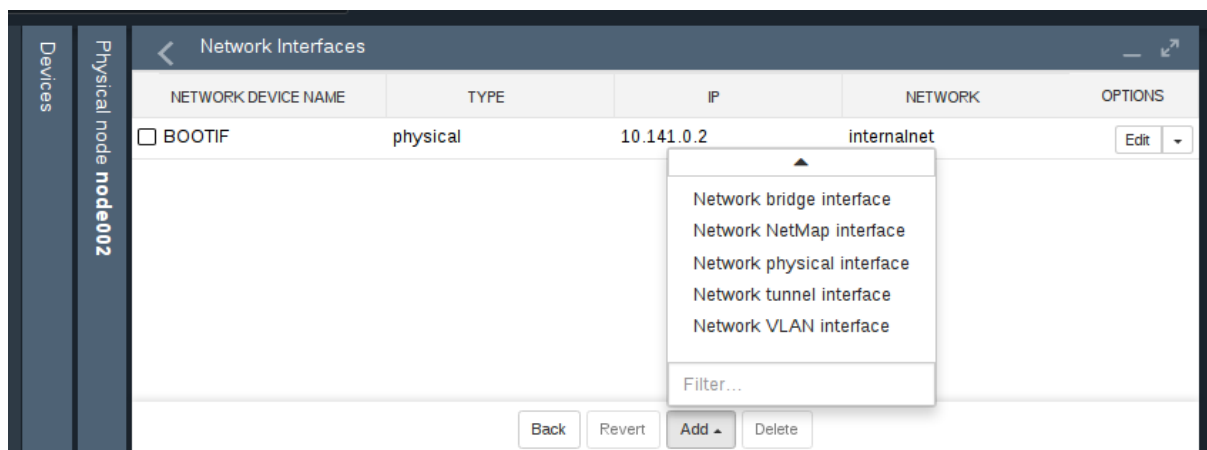 Devices
Physical node node002
Network Interfaces
NETWORK DEVICE NAME TYPE IP NETWORK OPTIONS
BOOTIF physical 10.141.0.2 internalnet Edit
Network bridge interface
Network NetMap interface
Network physical interface
Network tunnel interface
Network VLAN interface
Filter...
Back Revert Add Delete